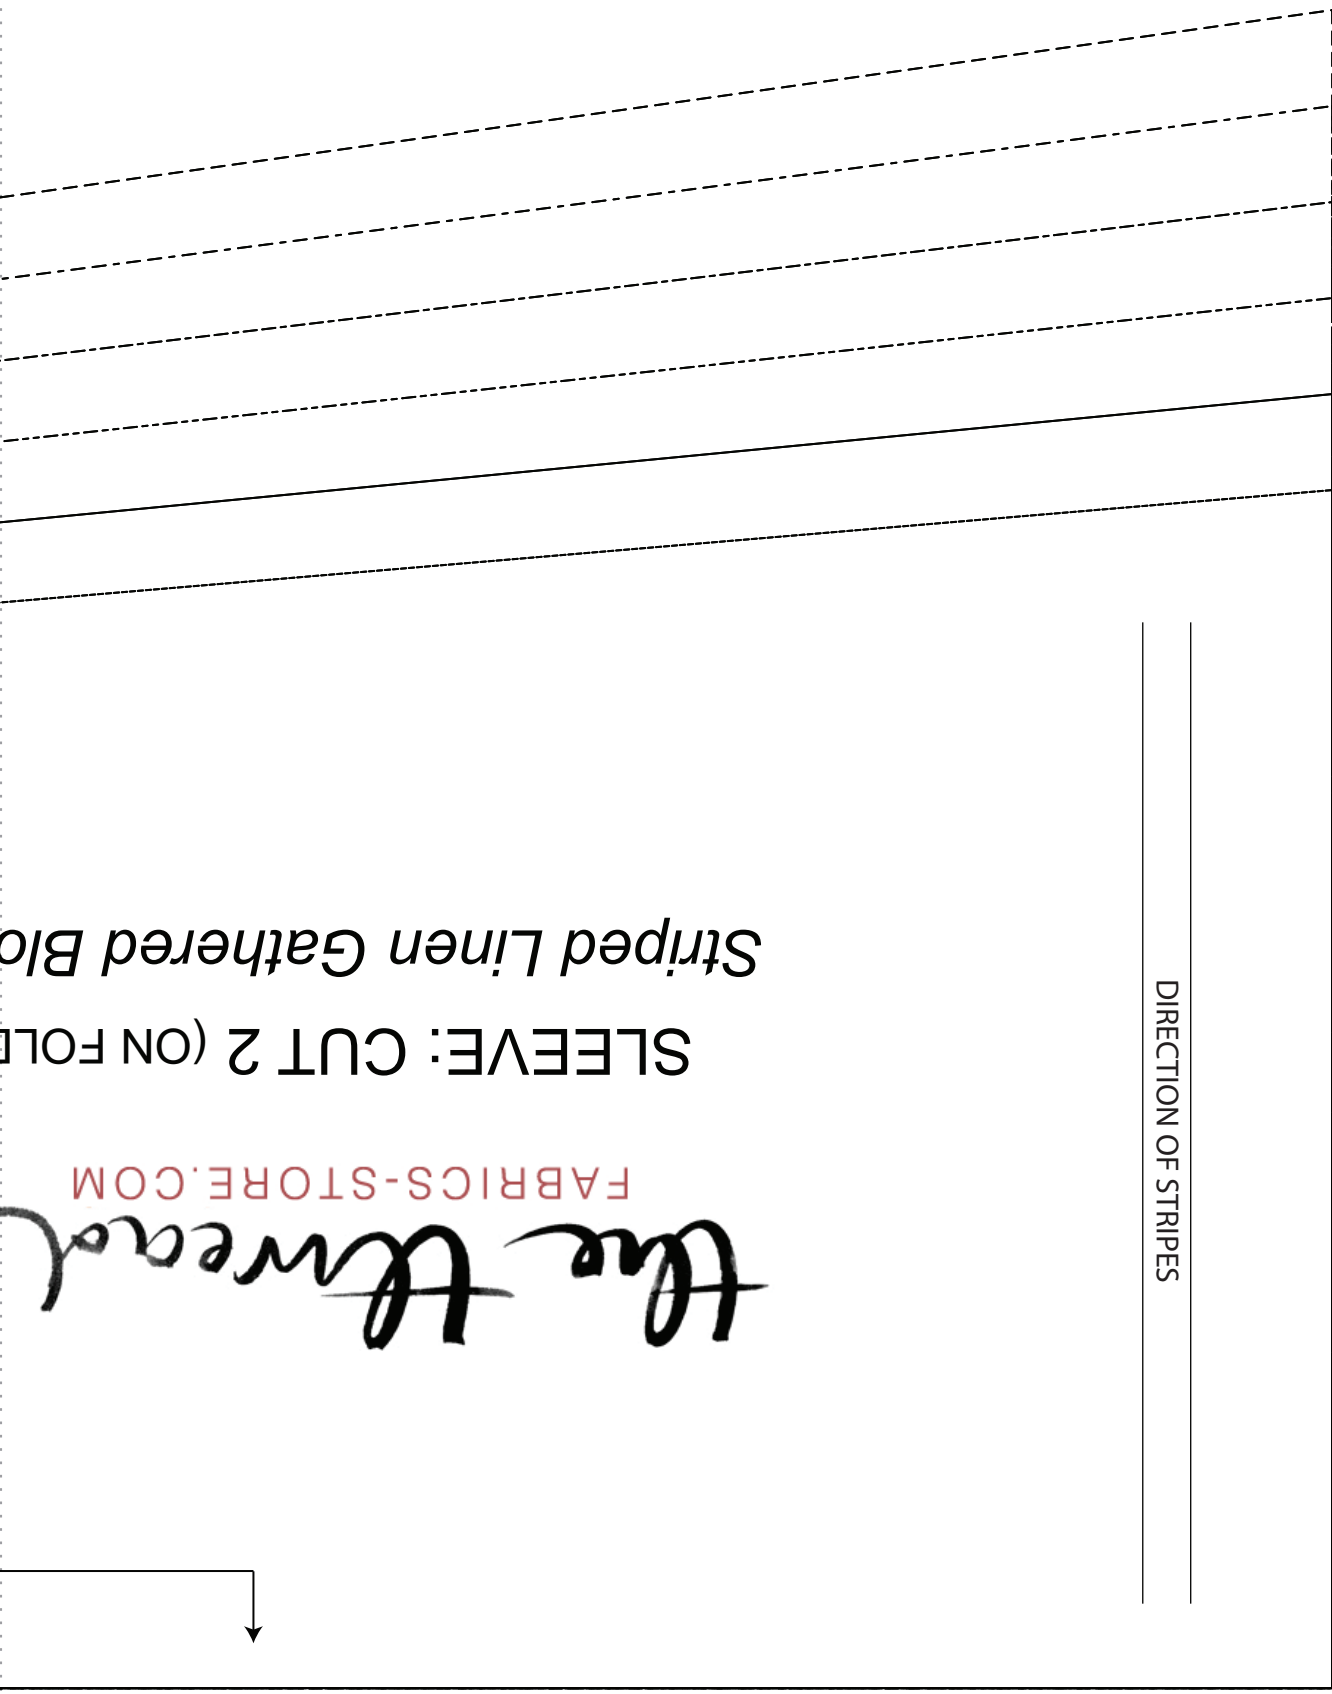 the thread
FABRICS-STORE.COM
SLEEVE: CUT 2 (ON FOLD
Striped Linen Gathered Blo
DIRECTION OF STRIPES